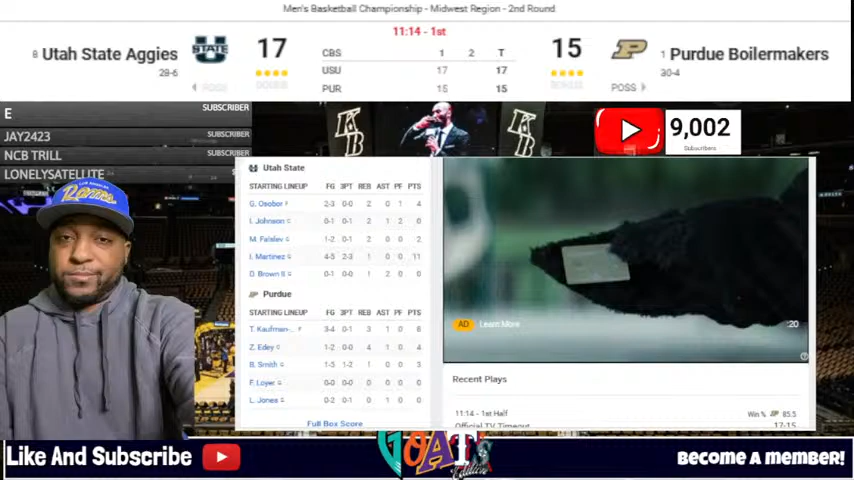 Men's Basketball Championship - Midwest Region - 2nd Round
11:14 - 1st
8 Utah State Aggies
28-6
STATE
17
CBS 1 2 T
USU 17 17
PUR 15 15
15
P
1 Purdue Boilermakers
30-4
POSS
E SUBSCRIBER
JAY2423 SUBSCRIBER
NCB TRILL SUBSCRIBER
LONELYSATELLITE
KB
KB
9,002
Subscribers
Rams
Utah State
STARTING LINEUP FG 3PT REB AST PF PTS
G. Osobor F 2-3 0-0 2 0 1 4
I. Johnson G 0-1 0-1 2 1 2 0
M. Falslev G 1-2 0-1 2 0 0 2
I. Martinez G 4-5 2-3 1 0 0 11
D. Brown II G 0-1 0-0 1 2 0 0
Purdue
STARTING LINEUP FG 3PT REB AST PF PTS
T. Kaufman-... F 3-4 0-1 3 1 0 6
Z. Edey C 1-2 0-0 4 1 0 4
B. Smith G 1-5 1-2 1 0 0 3
F. Loyer G 0-0 0-0 0 0 0 0
L. Jones G 0-2 0-1 0 1 0 0
Full Box Score
AD Learn More
:20
Recent Plays
11:14 - 1st Half
Win % P 85.5
Official TV Timeout
17-15
Like And Subscribe
GOAT
Become a member!